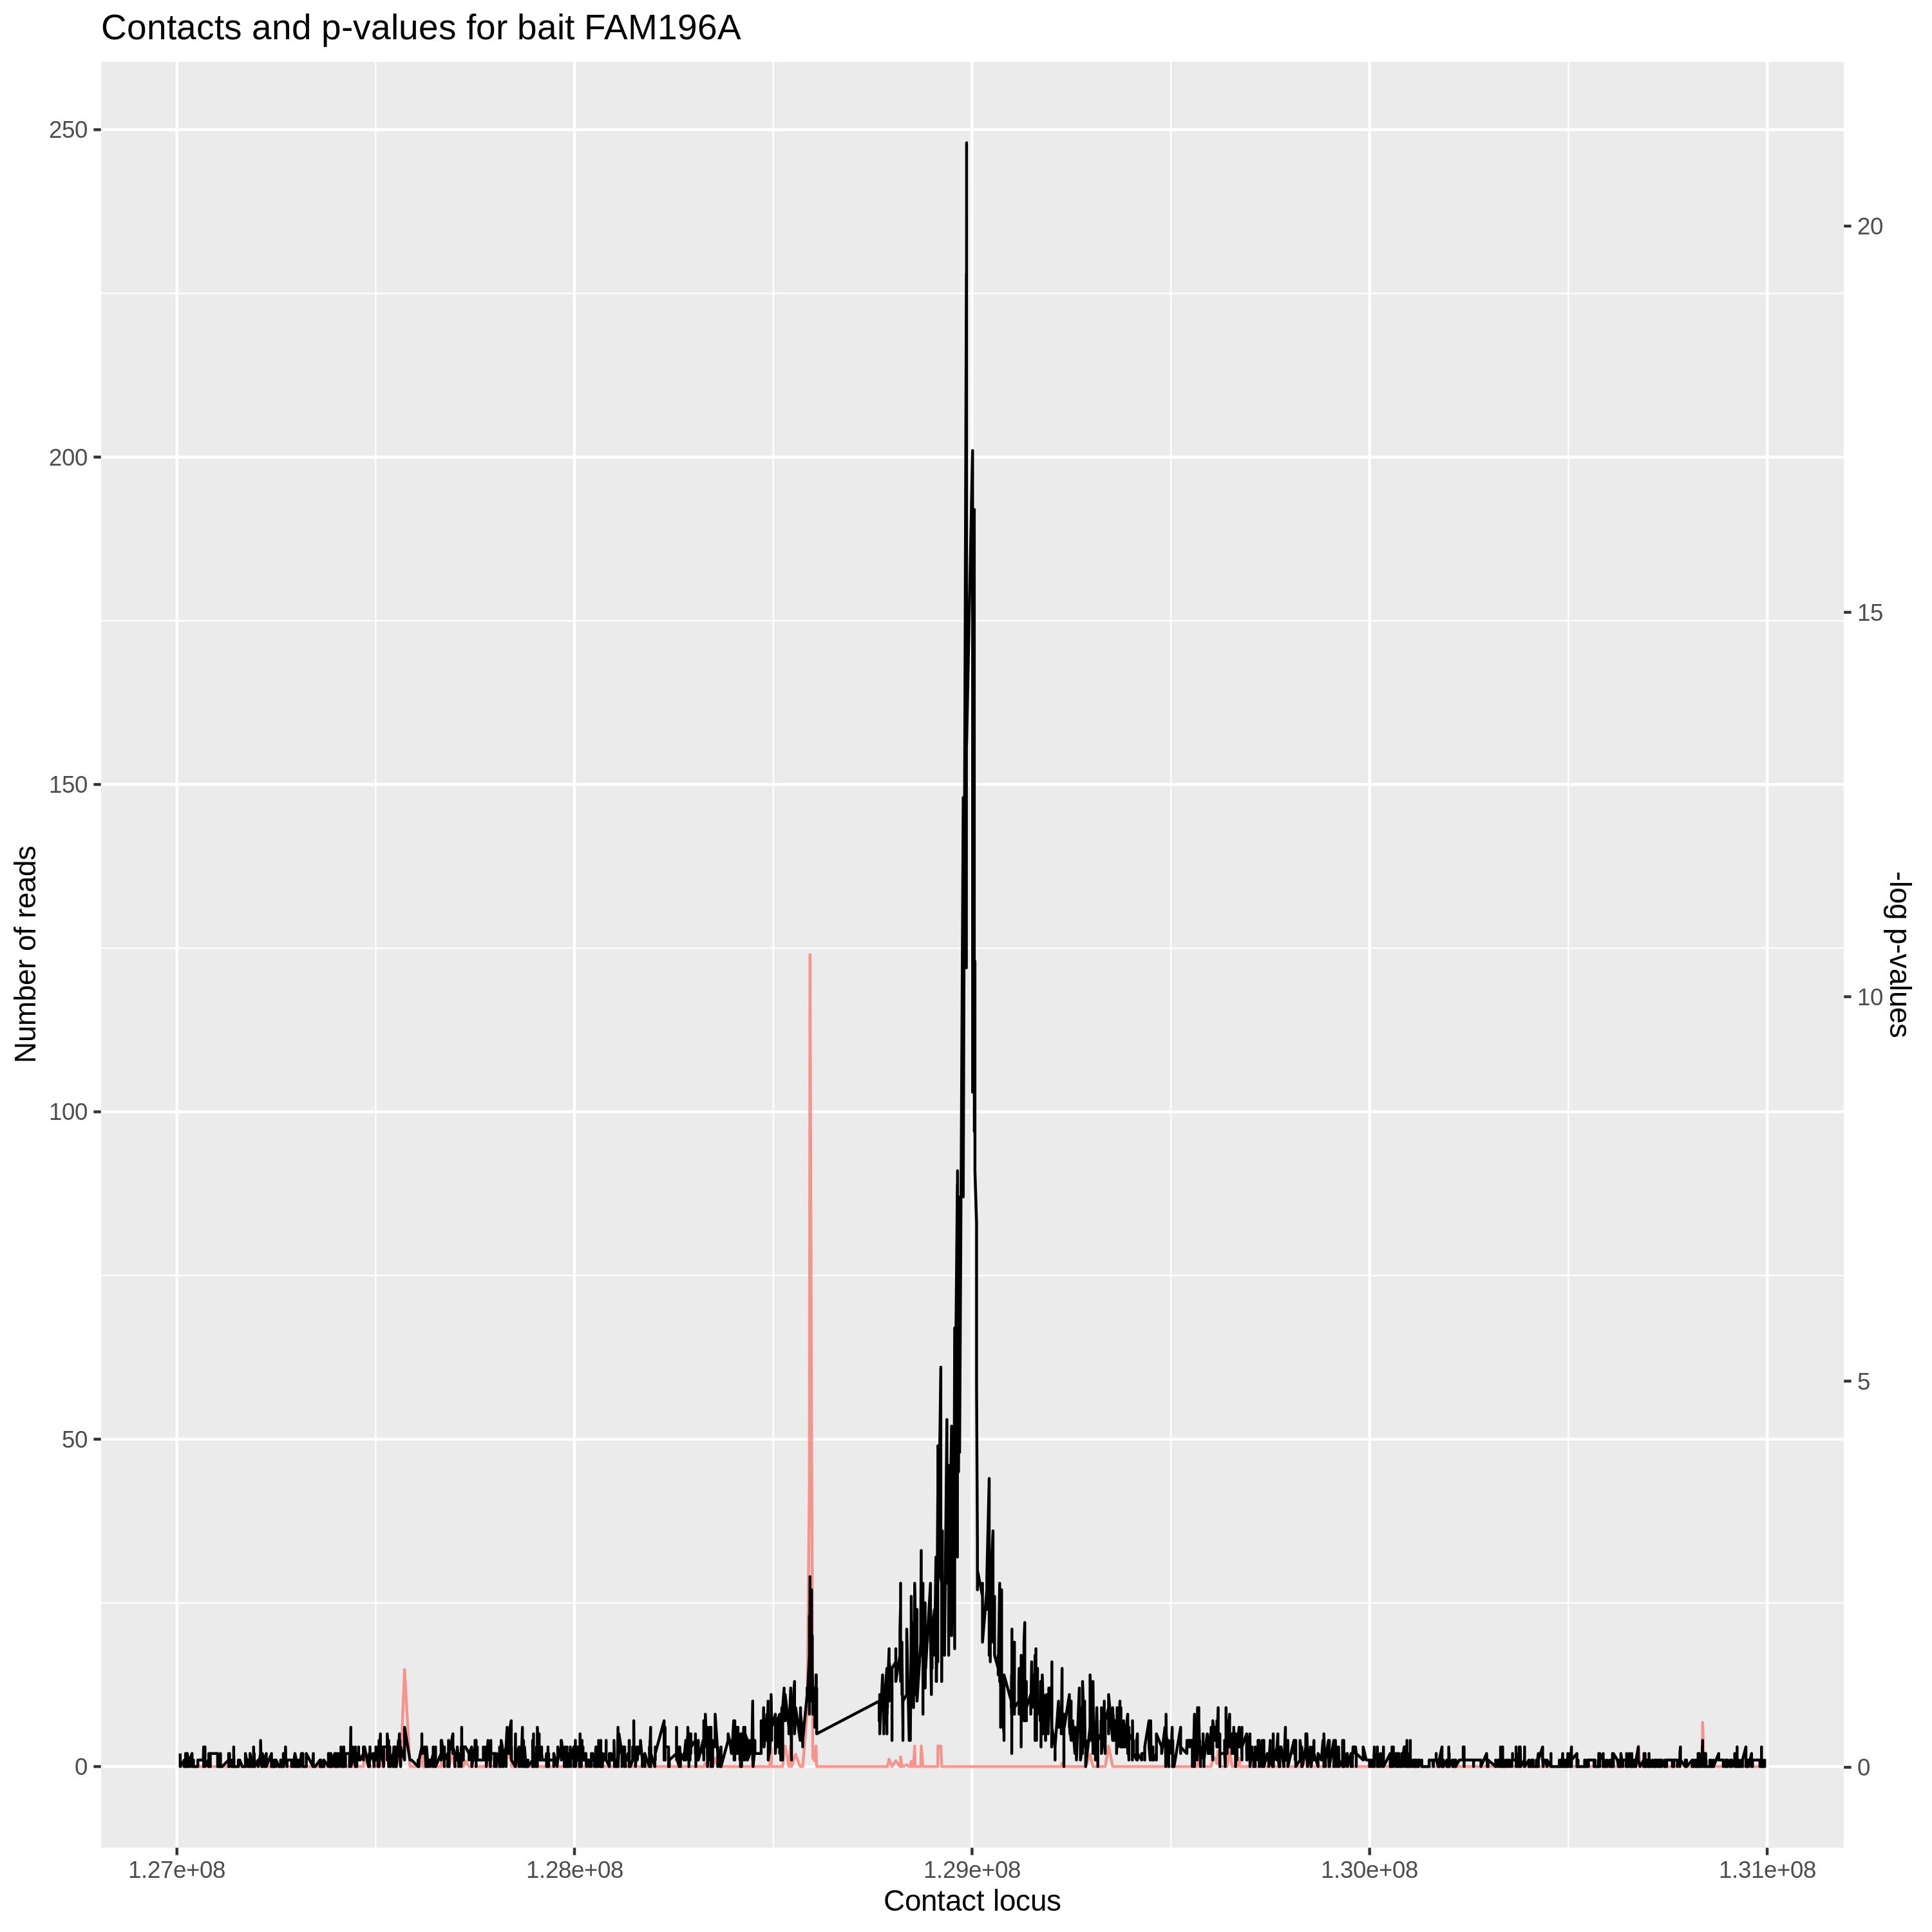 Contacts and p-values for bait FAM196A
250
200
150
100
50
0
Number of reads
20
15
10
5
0
-log p-values
1.27e+08 1.28e+08 1.29e+08 1.30e+08 1.31e+08
Contact locus